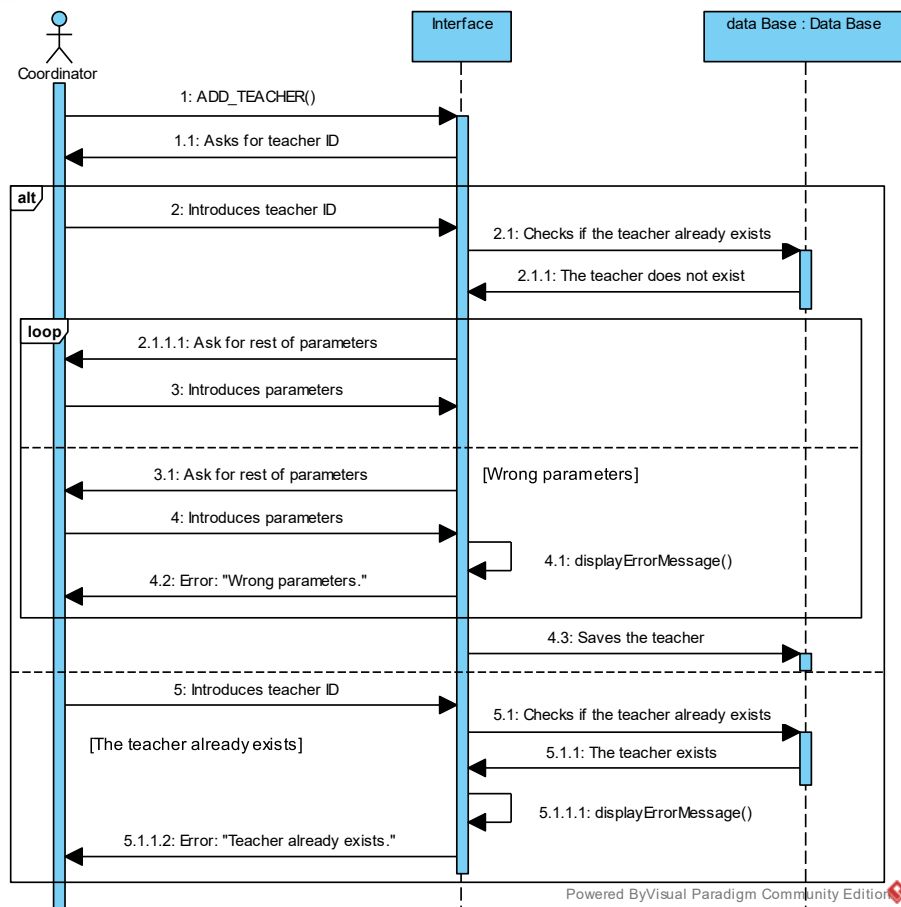 Interface
data Base : Data Base
Coordinator
1: ADD_TEACHER()
1.1: Asks for teacher ID
alt
2: Introduces teacher ID
2.1: Checks if the teacher already exists
2.1.1: The teacher does not exist
loop
2.1.1.1: Ask for rest of parameters
3: Introduces parameters
3.1: Ask for rest of parameters
[Wrong parameters]
4: Introduces parameters
4.1: displayErrorMessage()
4.2: Error: "Wrong parameters."
4.3: Saves the teacher
5: Introduces teacher ID
5.1: Checks if the teacher already exists
[The teacher already exists]
5.1.1: The teacher exists
5.1.1.1: displayErrorMessage()
5.1.1.2: Error: "Teacher already exists."
Powered ByVisual Paradigm Community Edition